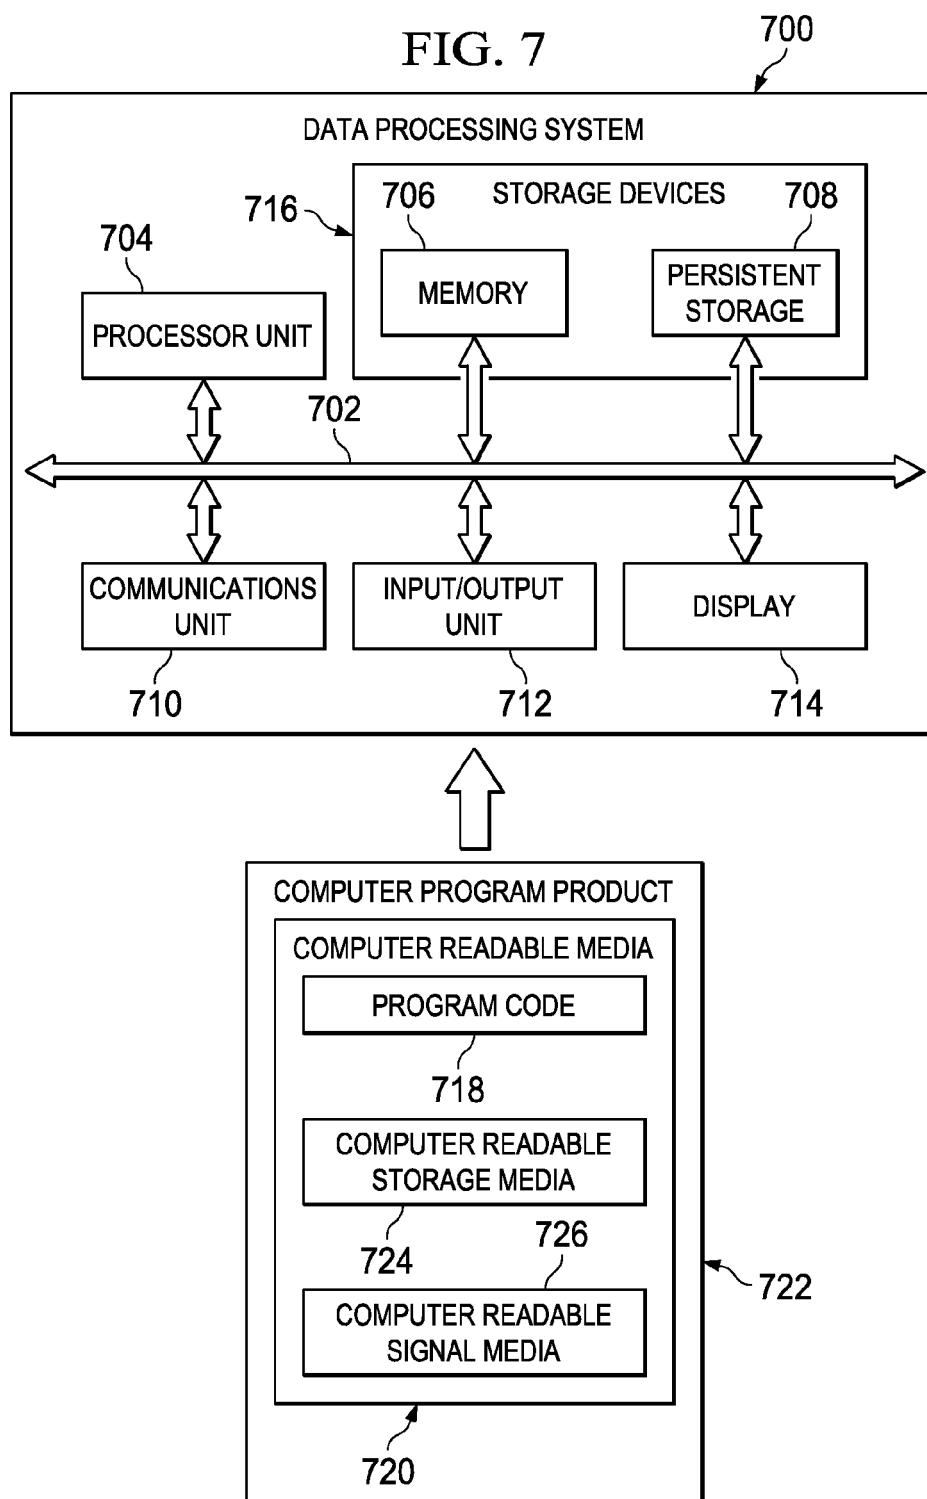 FIG. 7
700
DATA PROCESSING SYSTEM
STORAGE DEVICES
716
706
708
704
MEMORY
PERSISTENT
STORAGE
PROCESSOR UNIT
702
COMMUNICATIONS
UNIT
INPUT/OUTPUT
UNIT
DISPLAY
710
712
714
COMPUTER PROGRAM PRODUCT
COMPUTER READABLE MEDIA
PROGRAM CODE
718
COMPUTER READABLE
STORAGE MEDIA
724
726
722
COMPUTER READABLE
SIGNAL MEDIA
720